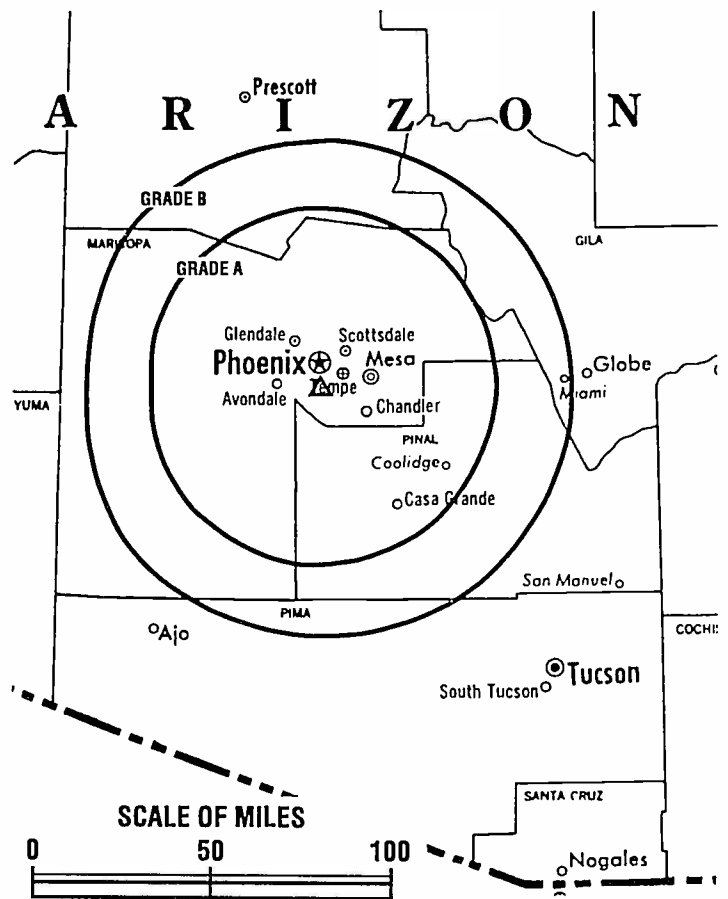 Prescott
A R I Z O N
GRADE B
MARICOPA
GILA
GRADE A
Glendale
Scottsdale
Phoenix
Mesa
Globe
Tempe
Miami
Avondale
YUMA
Chandler
PINAL
Coolidge
Casa Grande
San Manuel
PIMA
COCHIS
Ajo
Tucson
South Tucson
SANTA CRUZ
SCALE OF MILES
0 50 100
Nogales